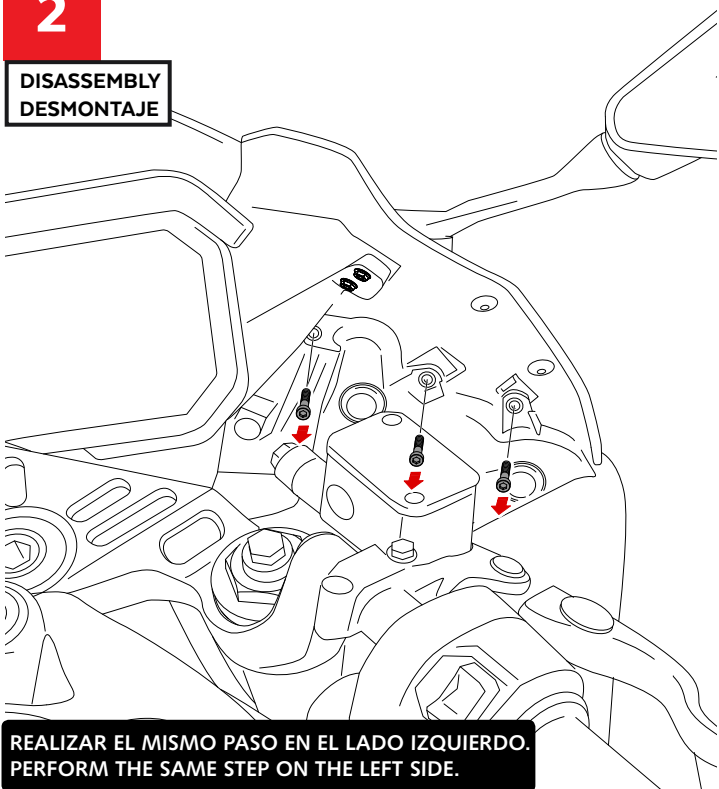 2
DISASSEMBLY
DESMONTAJE
REALIZAR EL MISMO PASO EN EL LADO IZQUIERDO.
PERFORM THE SAME STEP ON THE LEFT SIDE.